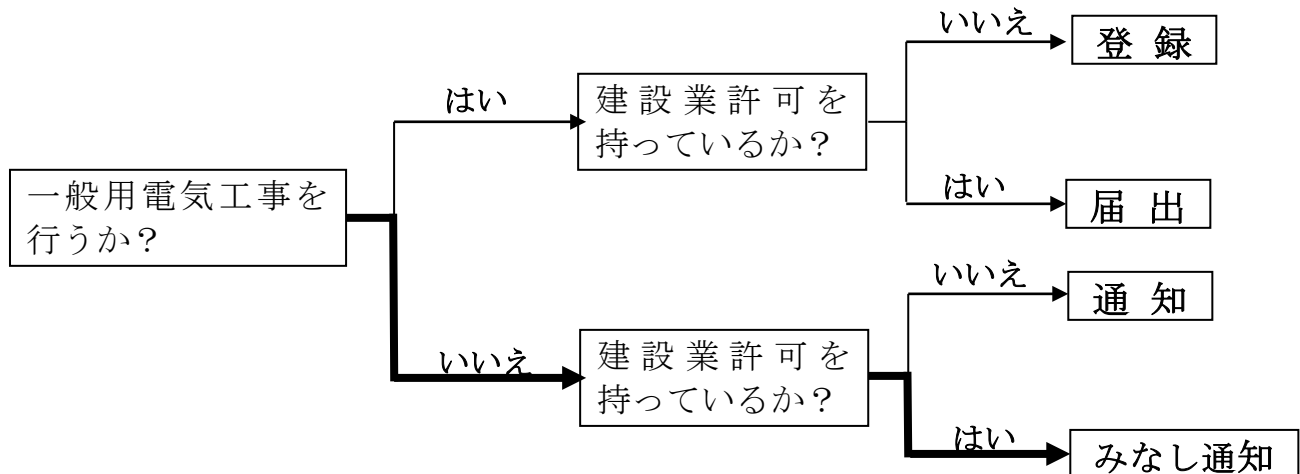 一般用電気工事を
行うか？
はい
建設業許可を
持っているか？
いいえ
登 録
はい
届 出
いいえ
建設業許可を
持っているか？
いいえ
通 知
はい
みなし通知